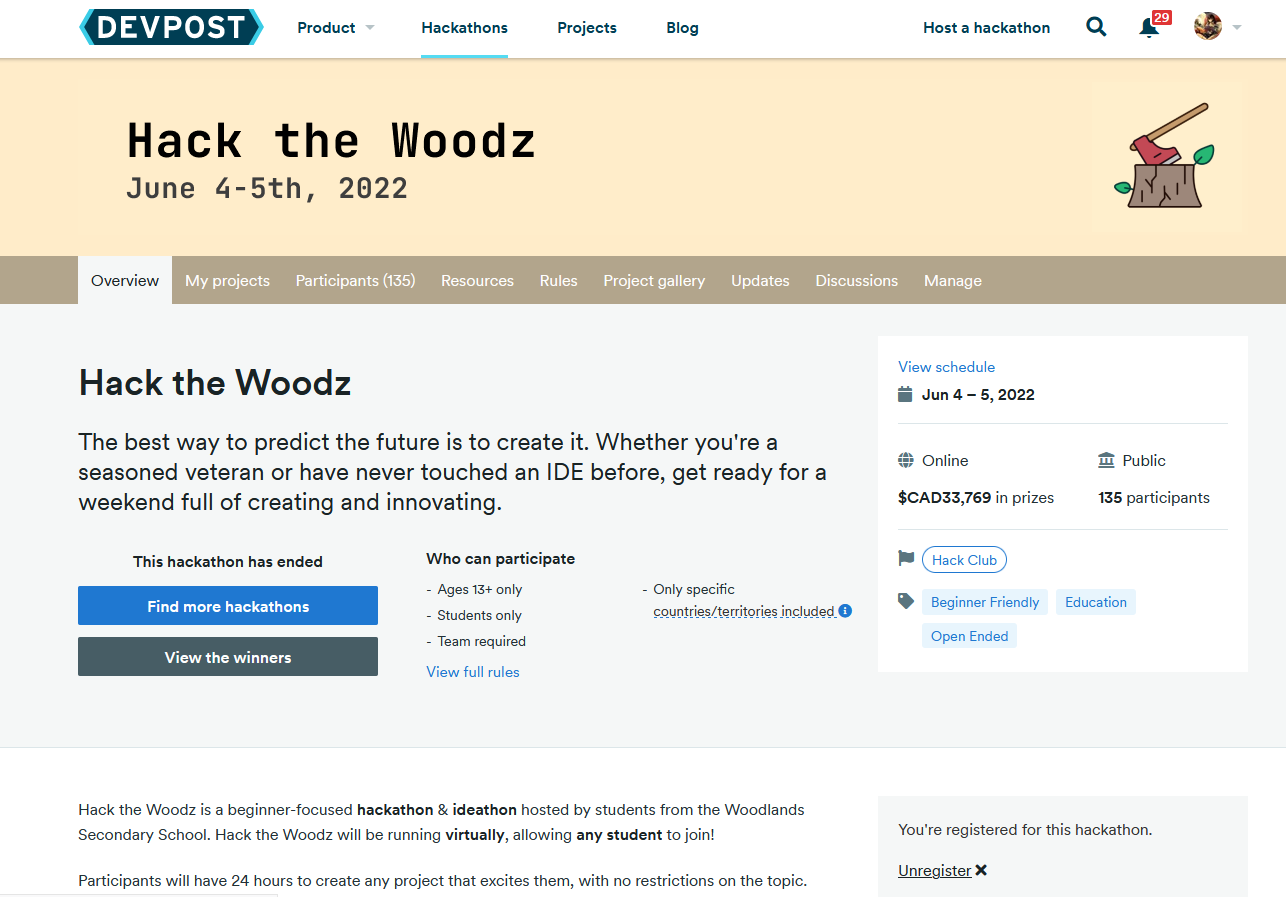 DEVPOST
Product
Hackathons
Projects
Blog
Host a hackathon
29
Hack the Woodz
June 4-5th, 2022
Overview
My projects
Participants (135)
Resources
Rules
Project gallery
Updates
Discussions
Manage
Hack the Woodz
The best way to predict the future is to create it. Whether you're a
seasoned veteran or have never touched an IDE before, get ready for a
weekend full of creating and innovating.
This hackathon has ended
Find more hackathons
View the winners
Who can participate
- Ages 13+ only
- Students only
- Team required
- Only specific
countries/territories included
View full rules
View schedule
Jun 4 – 5, 2022
Online
Public
$CAD33,769 in prizes
135 participants
Hack Club
Beginner Friendly
Education
Open Ended
Hack the Woodz is a beginner-focused hackathon & ideathon hosted by students from the Woodlands
Secondary School. Hack the Woodz will be running virtually, allowing any student to join!
Participants will have 24 hours to create any project that excites them, with no restrictions on the topic.
You're registered for this hackathon.
Unregister ✕